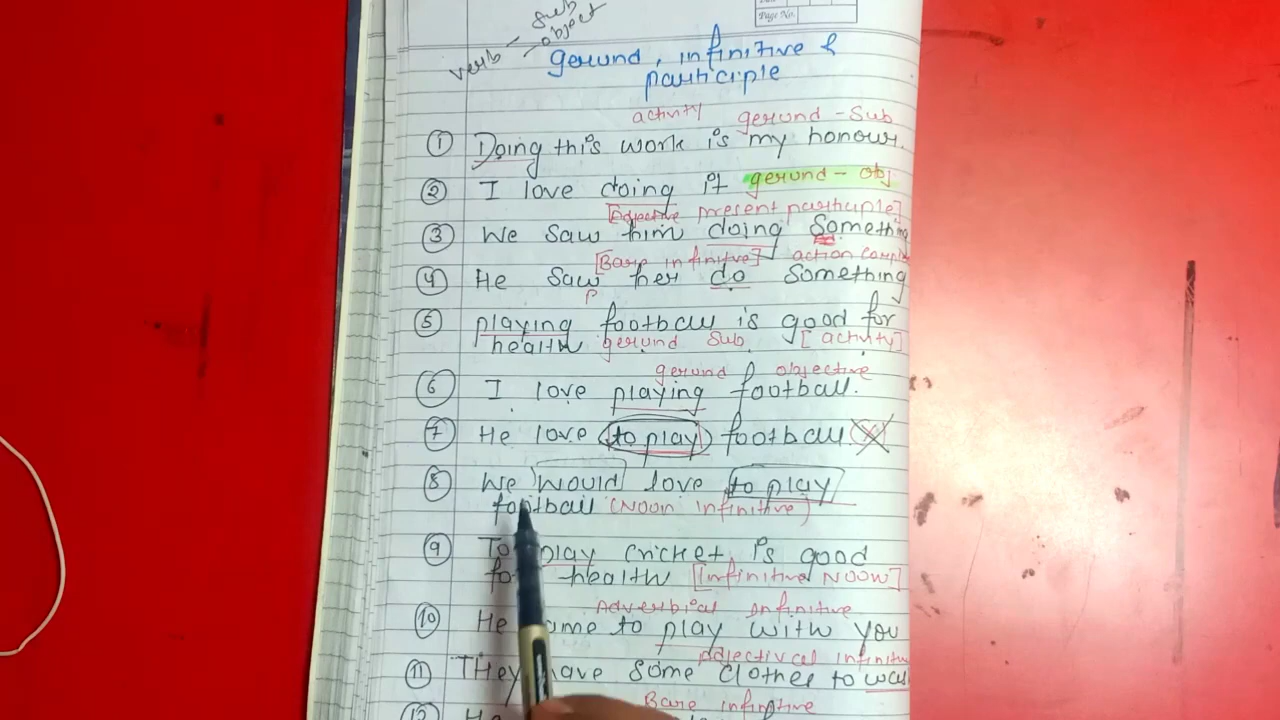 Page No.
verb - sub
- object
gerund, infinitive &
participle
activity gerund - Sub
① Doing this work is my honour.
② I love doing it gerund - obj
[Adjective present participle]
③ We saw him doing Something
[Bare infinitive] action comple
④ He saw her do something
P
⑤ playing football is good for
health gerund sub [activity]
gerund objective
⑥ I love playing football.
⑦ He love to play football
⑧ We would love to play
football (Noun infinitive)
⑨ To play cricket, is good
health [infinitive Noun]
Adverbial infinitive
⑩ He to play with you
Adjectival infinitive
⑪ They have some clothes to was
Bare infinitive
⑫ He